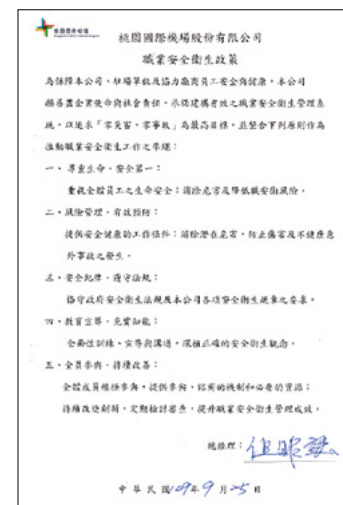 桃園國際機場股份有限公司
職業安全衛生政策
為保障本公司、駐場單位及協力廠商員工安全與健康，本公司
願善盡企業使命與社會責任，承諾建構有效之職業安全衛生管理系
統，以追求「零災害、零事故」為最高目標，並整合下列原則作為
推動職業安全衛生工作之準繩：
一、尊重生命，安全第一：
重視全體員工之生命安全；消除危害及降低職安衛風險。
二、風險管理，有效預防：
提供安全健康的工作條件；消除潛在危害，防止傷害及不健康意
外事故之發生。
三、安全紀律，遵守法規：
恪守政府安全衛生法規及本公司各項安全衛生規章之要求。
四、教育宣導，充實知能：
全面性訓練、宣導與溝通，深植正確的安全衛生觀念。
五、全員參與，持續改善：
全體成員積極參與，提供參與、諮商的機制和必要的資源；
持續改進創新，定期檢討審查，提升職業安全衛生管理成效。
總經理：
中華民國109年9月25日